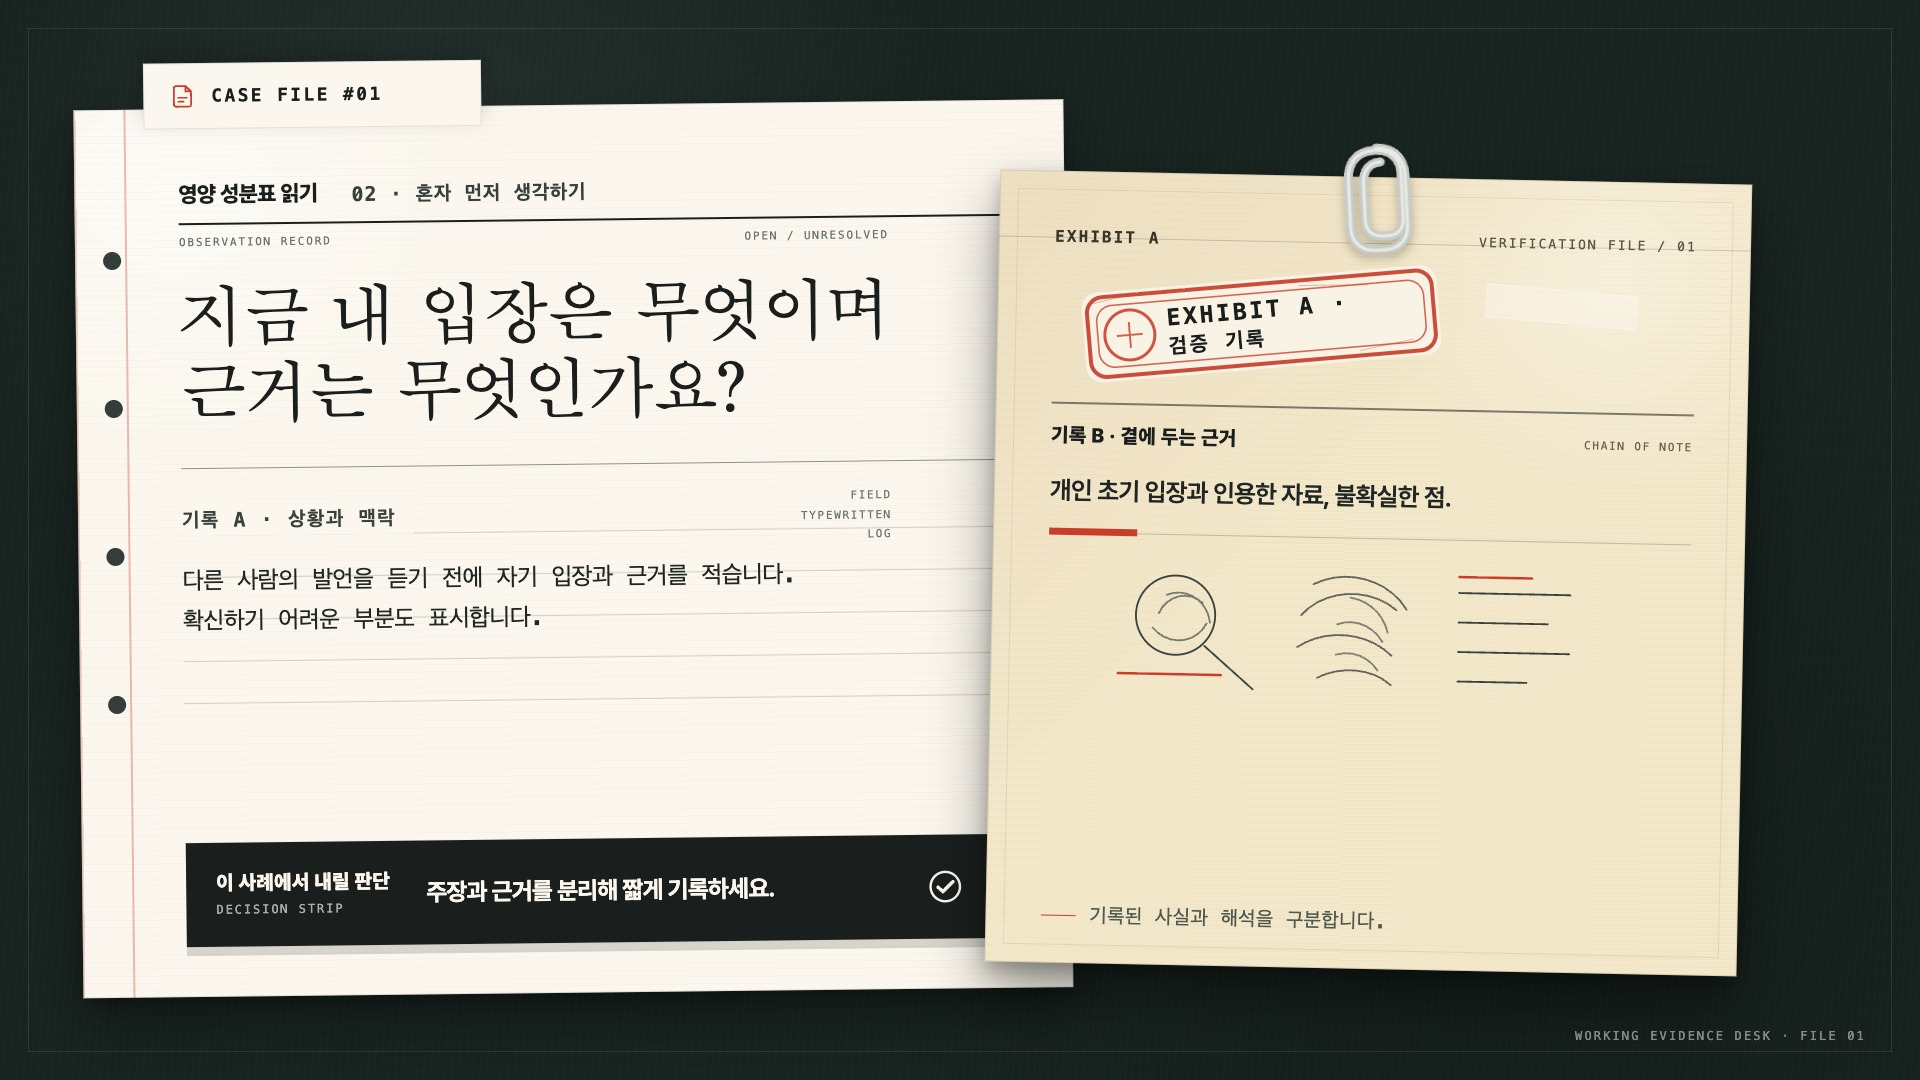 CASE FILE #01
영양 성분표 읽기 02 · 혼자 먼저 생각하기
OBSERVATION RECORD
OPEN / UNRESOLVED
지금 내 입장은 무엇이며
근거는 무엇인가요?
기록 A · 상황과 맥락
FIELD
TYPEWRITTEN
LOG
다른 사람의 발언을 듣기 전에 자기 입장과 근거를 적습니다.
확신하기 어려운 부분도 표시합니다.
이 사례에서 내릴 판단
DECISION STRIP
주장과 근거를 분리해 짧게 기록하세요.
EXHIBIT A
VERIFICATION FILE / 01
EXHIBIT A ·
검증 기록
기록 B · 곁에 두는 근거
CHAIN OF NOTE
개인 초기 입장과 인용한 자료, 불확실한 점.
기록된 사실과 해석을 구분합니다.
WORKING EVIDENCE DESK · FILE 01